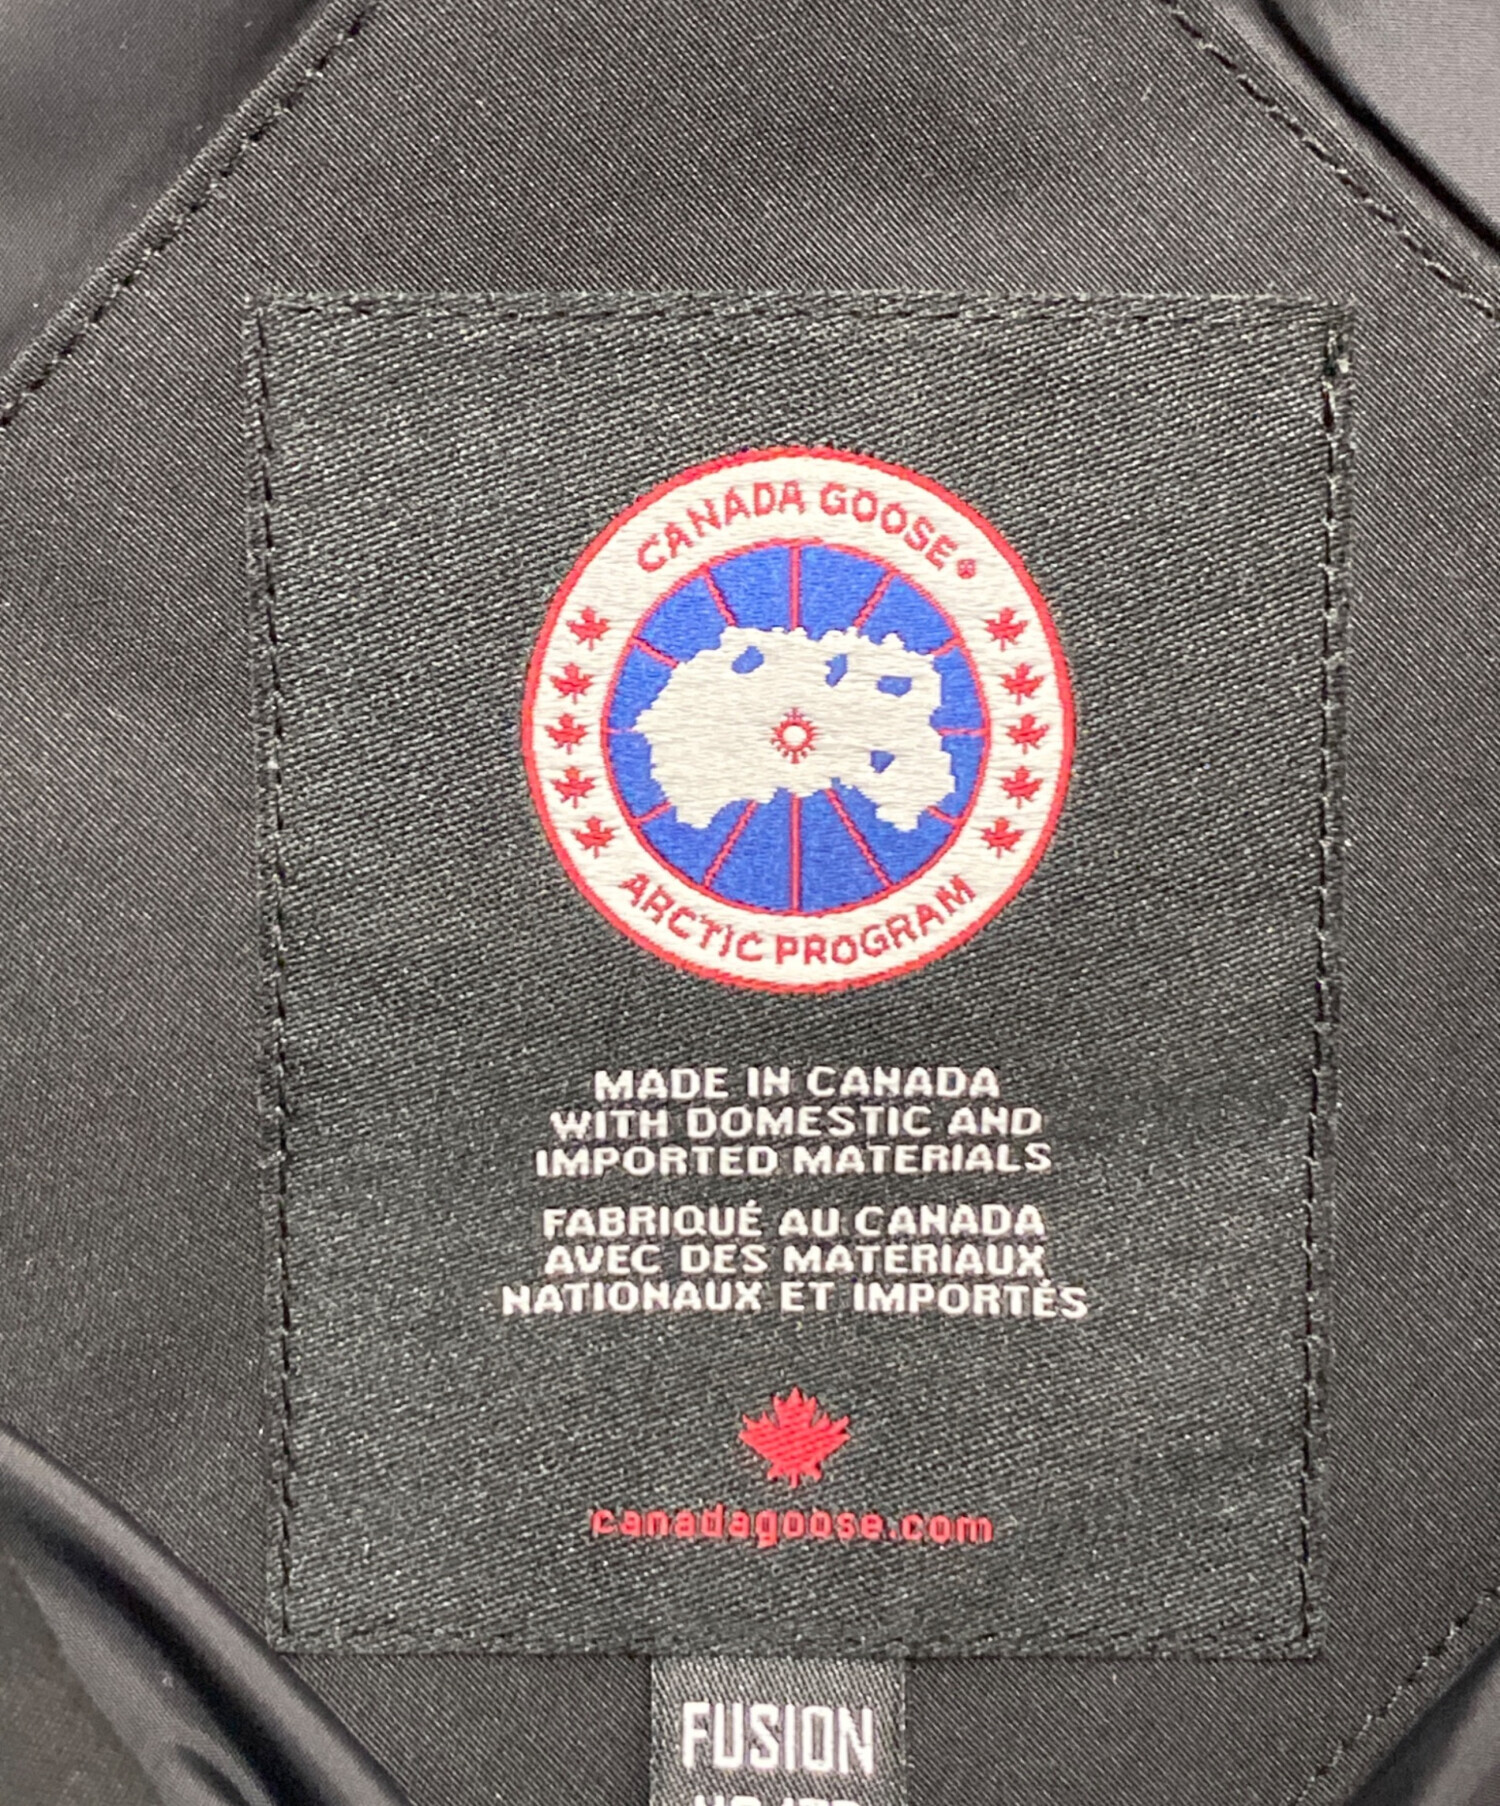 CANADA GOOSE®
ARCTIC PROGRAM
MADE IN CANADA
WITH DOMESTIC AND
IMPORTED MATERIALS
FABRIQUÉ AU CANADA
AVEC DES MATERIAUX
NATIONAUX ET IMPORTÉS
canadagoose.com
FUSION